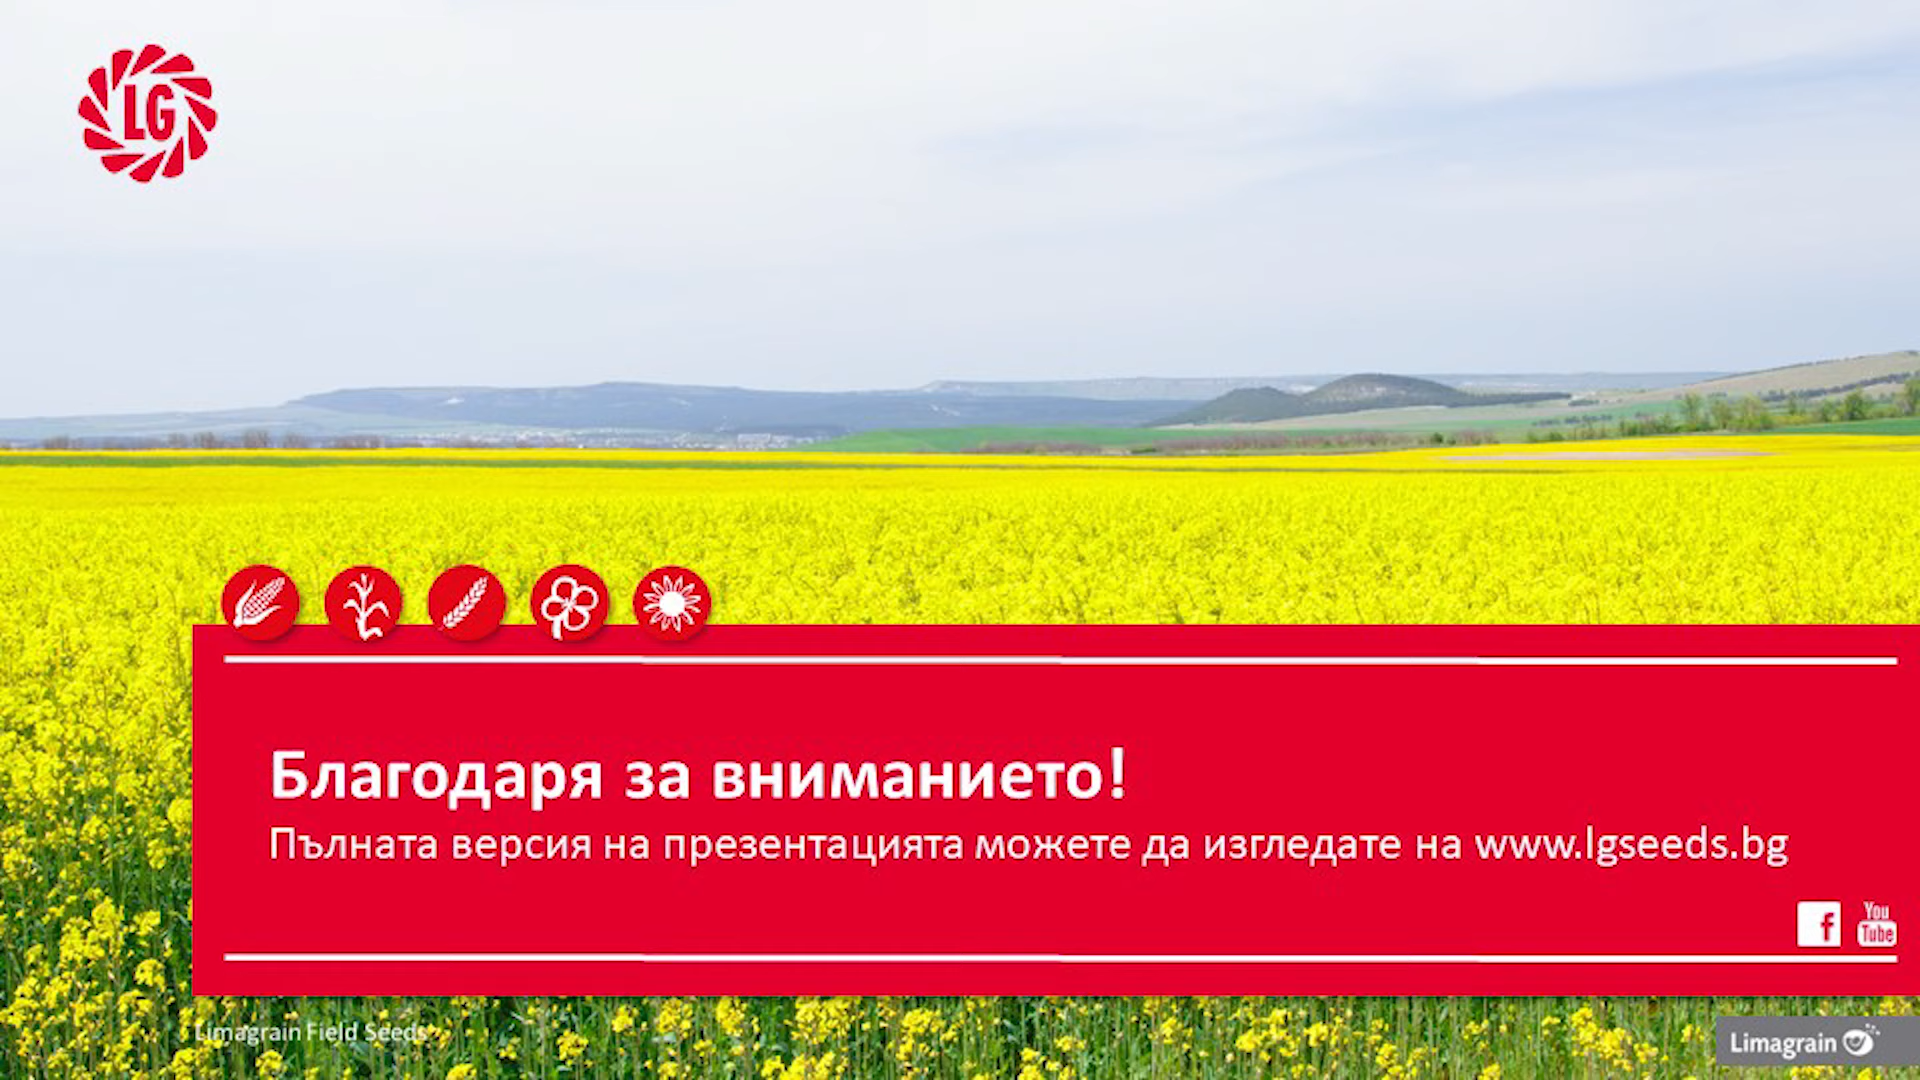 LG
Благодаря за вниманието!
Пълната версия на презентацията можете да изгледате на www.lgseeds.bg
f
You
Tube
Limagrain Field Seeds
Limagrain